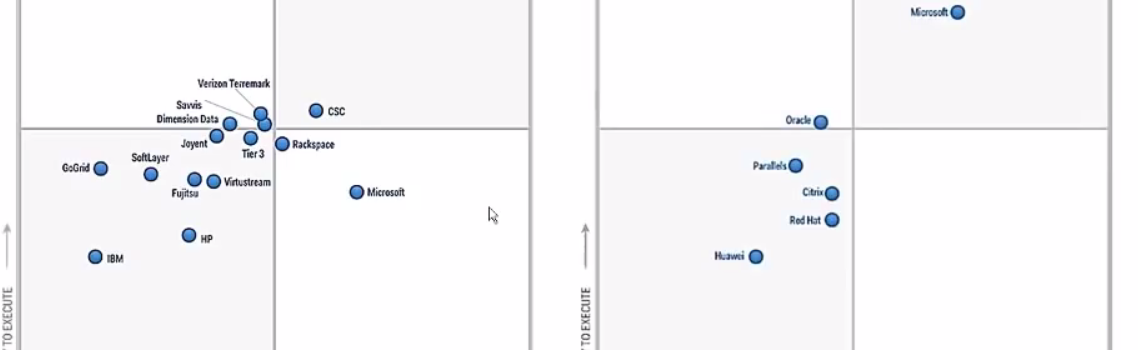 Verizon Terremark
Savvis
Dimension Data
CSC
Joyent
Tier 3
Rackspace
GoGrid
SoftLayer
Fujitsu
Virtustream
Microsoft
HP
IBM
TO EXECUTE
Microsoft
Oracle
Parallels
Citrix
Red Hat
Huawei
TO EXECUTE